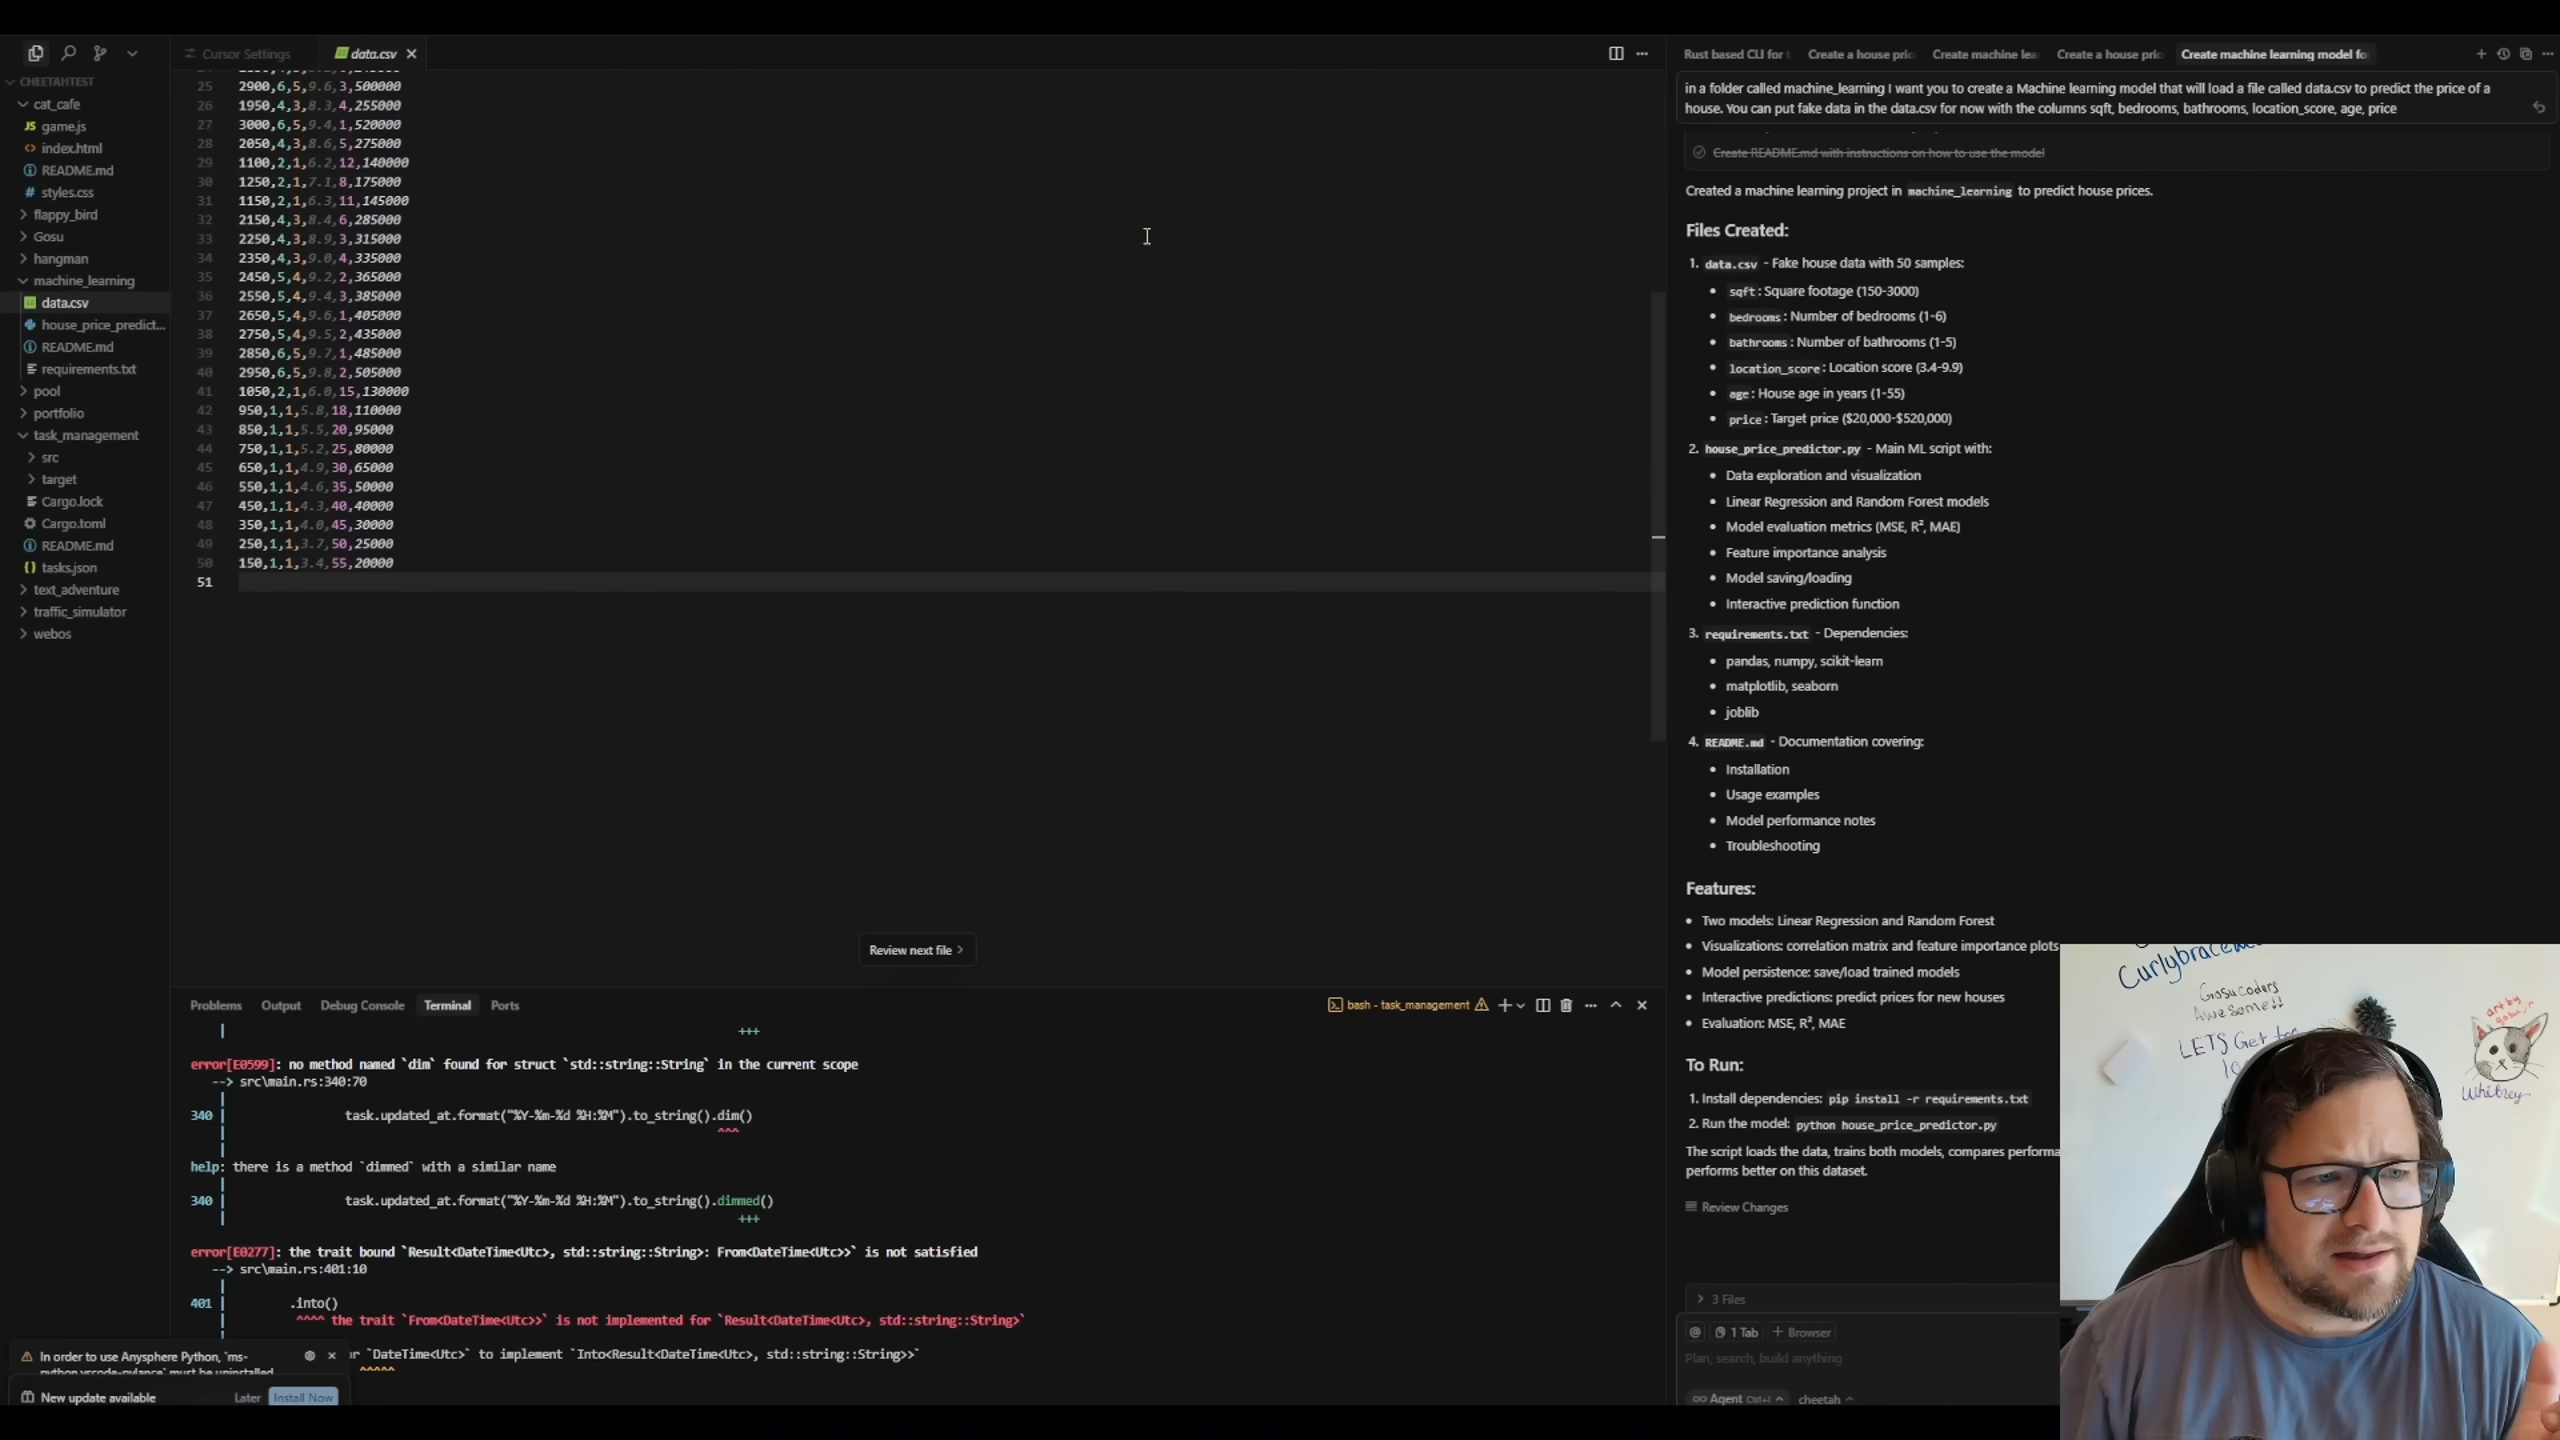 Cursor Settings
data.csv
CHEETAHTEST
cat_cafe
game.js
index.html
README.md
styles.css
flappy_bird
Gosu
hangman
machine_learning
data.csv
house_price_predict...
README.md
requirements.txt
pool
portfolio
task_management
src
target
Cargo.lock
Cargo.toml
README.md
tasks.json
text_adventure
traffic_simulator
webos
25 2900,6,5,9.6,3,500000
26 1950,4,3,8.3,4,255000
27 3000,6,5,9.4,1,520000
28 2050,4,3,8.6,5,275000
29 1100,2,1,6.2,12,140000
30 1250,2,1,7.1,8,175000
31 1150,2,1,6.3,11,145000
32 2150,4,3,8.4,6,285000
33 2250,4,3,8.9,3,315000
34 2350,4,3,9.0,4,335000
35 2450,5,4,9.2,2,365000
36 2550,5,4,9.4,3,385000
37 2650,5,4,9.6,1,405000
38 2750,5,4,9.5,2,435000
39 2850,6,5,9.7,1,485000
40 2950,6,5,9.8,2,505000
41 1050,2,1,6.0,15,130000
42 950,1,1,5.8,18,110000
43 850,1,1,5.5,20,95000
44 750,1,1,5.2,25,80000
45 650,1,1,4.9,30,65000
46 550,1,1,4.6,35,50000
47 450,1,1,4.3,40,40000
48 350,1,1,4.0,45,30000
49 250,1,1,3.7,50,25000
50 150,1,1,3.4,55,20000
51
Review next file >
Problems Output Debug Console Terminal Ports
bash - task_management
+++
error[E0599]: no method named `dim` found for struct `std::string::String` in the current scope
--> src\main.rs:340:70
340 | task.updated_at.format("%Y-%m-%d %H:%M").to_string().dim()
^^^
help: there is a method `dimmed` with a similar name
340 | task.updated_at.format("%Y-%m-%d %H:%M").to_string().dimmed()
+++
error[E0277]: the trait bound `Result<DateTime<Utc>, std::string::String>: From<DateTime<Utc>>` is not satisfied
--> src\main.rs:401:10
401 | .into()
^^^^ the trait `From<DateTime<Utc>>` is not implemented for `Result<DateTime<Utc>, std::string::String>`
r `DateTime<Utc>` to implement `Into<Result<DateTime<Utc>, std::string::String>>`
^^^^^
In order to use Anysphere Python, `ms-
python.vscode-pylance` must be uninstalled
New update available Later Install Now
Rust based CLI for Create a house pric Create machine lea Create a house pric Create machine learning model fo
in a folder called machine_learning I want you to create a Machine learning model that will load a file called data.csv to predict the price of a
house. You can put fake data in the data.csv for now with the columns sqft, bedrooms, bathrooms, location_score, age, price
Create README.md with instructions on how to use the model
Created a machine learning project in machine_learning to predict house prices.
Files Created:
1. data.csv - Fake house data with 50 samples:
• sqft: Square footage (150-3000)
• bedrooms: Number of bedrooms (1-6)
• bathrooms: Number of bathrooms (1-5)
• location_score: Location score (3.4-9.9)
• age: House age in years (1-55)
• price: Target price ($20,000-$520,000)
2. house_price_predictor.py - Main ML script with:
• Data exploration and visualization
• Linear Regression and Random Forest models
• Model evaluation metrics (MSE, R², MAE)
• Feature importance analysis
• Model saving/loading
• Interactive prediction function
3. requirements.txt - Dependencies:
• pandas, numpy, scikit-learn
• matplotlib, seaborn
• joblib
4. README.md - Documentation covering:
• Installation
• Usage examples
• Model performance notes
• Troubleshooting
Features:
• Two models: Linear Regression and Random Forest
• Visualizations: correlation matrix and feature importance plots
• Model persistence: save/load trained models
• Interactive predictions: predict prices for new houses
• Evaluation: MSE, R², MAE
To Run:
1. Install dependencies: pip install -r requirements.txt
2. Run the model: python house_price_predictor.py
The script loads the data, trains both models, compares performa
performs better on this dataset.
Review Changes
> 3 Files
@ 1 Tab + Browser
Plan, search, build anything
Agent Ctrl+I cheetah
Gosucoders
Awesome!!
LETS Get
art by
Whitney